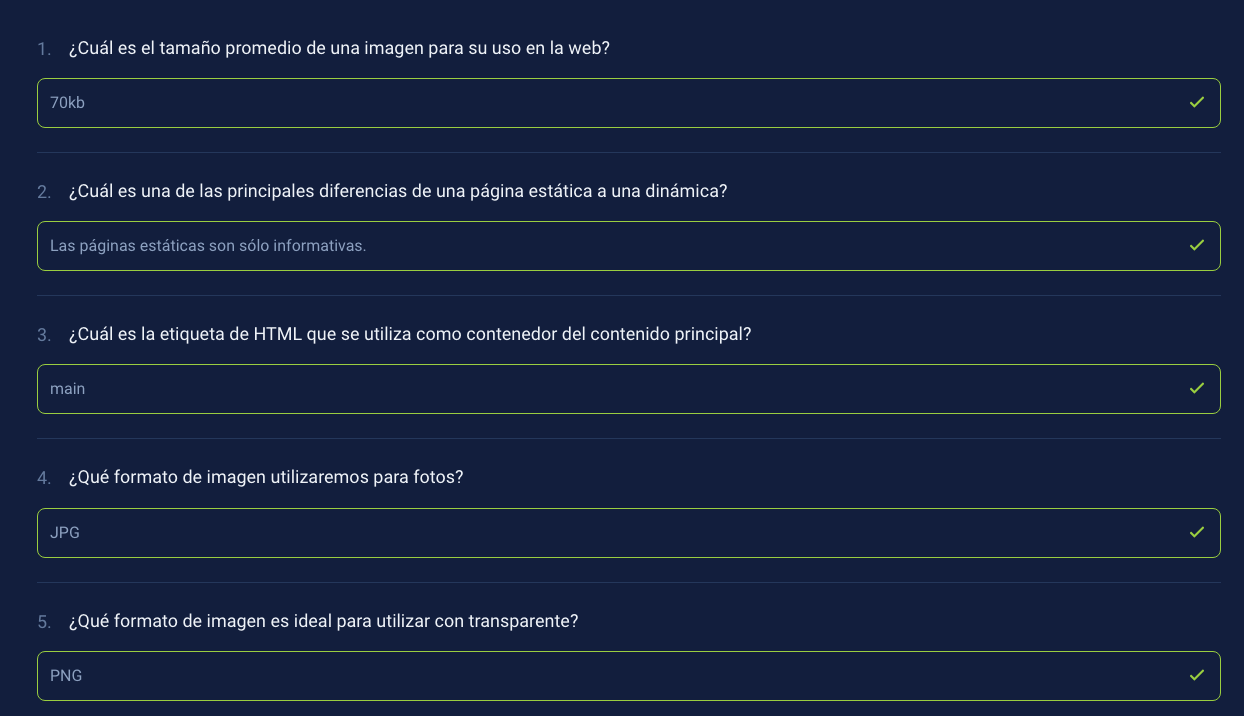 1. ¿Cuál es el tamaño promedio de una imagen para su uso en la web?
70kb
2. ¿Cuál es una de las principales diferencias de una página estática a una dinámica?
Las páginas estáticas son sólo informativas.
3. ¿Cuál es la etiqueta de HTML que se utiliza como contenedor del contenido principal?
main
4. ¿Qué formato de imagen utilizaremos para fotos?
JPG
5. ¿Qué formato de imagen es ideal para utilizar con transparente?
PNG